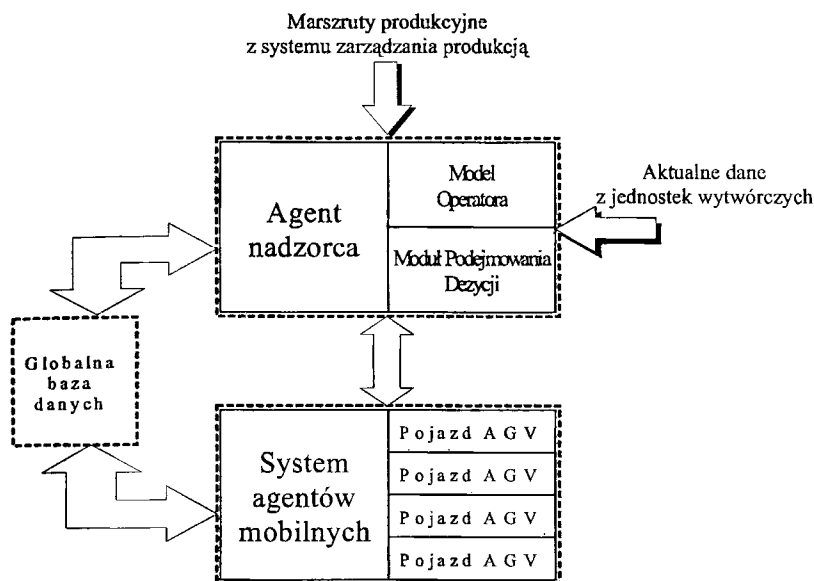 Marszruty produkcyjne
z systemu zarządzania produkcją
Agent
nadzorca
Model
Operatora
Moduł Podejmowania
Dezycji
Aktualne dane
z jednostek wytwórczych
Globalna
baza
danych
System
agentów
mobilnych
Pojazd AGV
Pojazd AGV
Pojazd AGV
Pojazd AGV